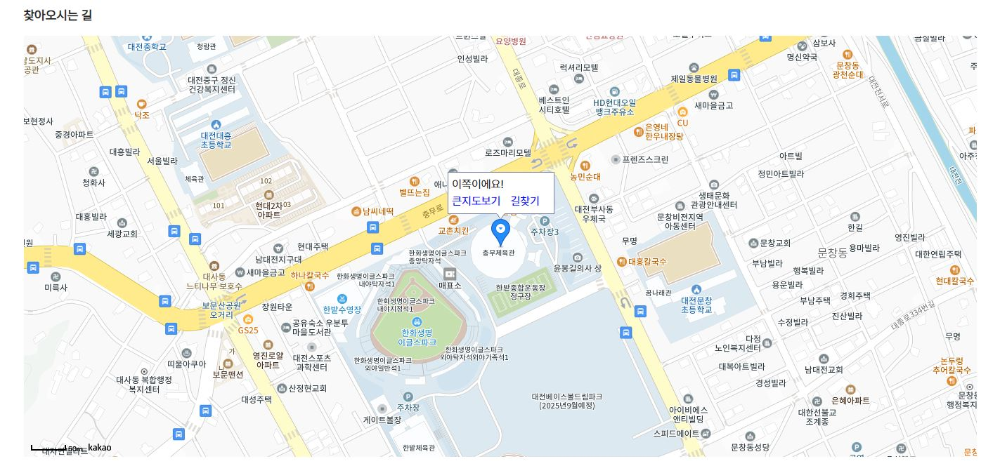 찾아오시는 길
대전중학교
청람관
인성빌라
요양병원
럭셔리모텔
제일동물병원
삼보사
명신약국
문창동
광천순대
금설빌라
공관
대전중구 정신
건강복지센터
대종로
베스트인
시티호텔
HD현대오일
뱅크주유소
새마을금고
CU
대전천서로
낙조
보현정사
중경아파트
대전대흥
초등학교
은영네
한우내장탕
대흥빌라
서울빌라
로즈마리모텔
프렌즈스크린
아트빌
정민아트빌라
농민순대
대전천
청화사
체육관
102
101
현대2차
아파트
03
별뜨는집
애니
이쪽이에요!
큰지도보기 길찾기
생태문화
관광안내센터
대흥빌라
세광교회
남씨네떡
충무로
교촌치킨
주차장3
대전부사동
우체국
문창비젼지역
아동센터
한길
영진빌라
현대주택
남대전지구대
한화생명이글스파크
중앙탁자석
충무체육관
무명
문창교회
문창동
용마빌라
대한연립주택
미륵사
대사동
느티나무 보호수
새마을금고
하나칼국수
한화생명이글스파크
내야탁자석1
매표소
윤봉길의사 상
대흥칼국수
부남빌라
행복빌라
현대칼국수
보문산공원
오거리
장원타운
한밭수영장
한화생명이글스파크
내야지정석1
한밭종합운동장
정구장
꿈나래관
대전문창
초등학교
용운빌라
부남주택
경희주택
대종로334번길
GS25
공유숙소 우분투
마을도서관
한화생명
이글스파크
수정빌라
진산빌라
무명
영진로얄
아파트
가
나
보문맨션
대전스포츠
과학센터
한화생명이글스파크
외야일반석1
한화생명이글스파크
외야탁자석외야가족석1
다정
노인복지센터
띠울아쿠아
대사동 복합행정
복지센터
산정현교회
대성주택
대복아트빌라
남대전교회
논두렁
추어칼국수
경성빌라
은혜아파트
주차장
게이트볼장
대전베이스볼드림파크
(2025년9월예정)
아이비에스
앤티빌딩
대한선불교
조계종
문창동
행정복지
스피드메이트
한밭체육관
문창동성당
50m
kakao